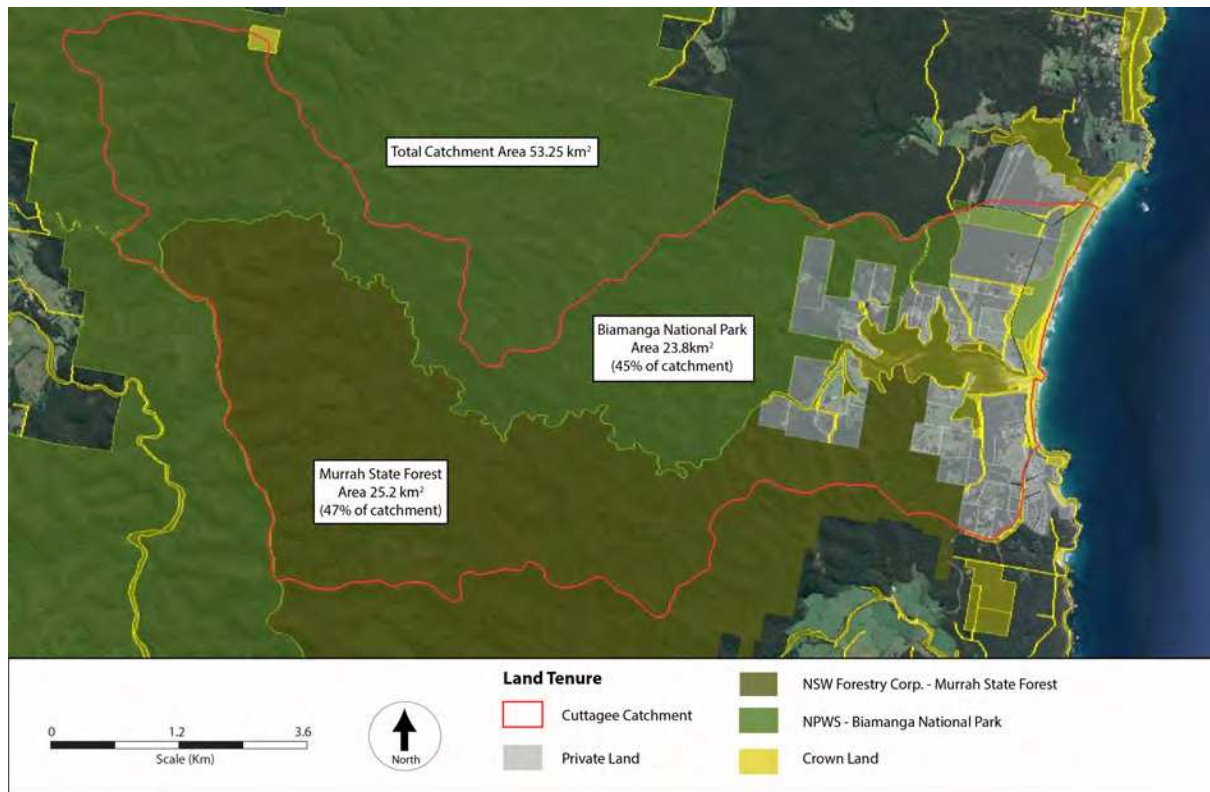 Total Catchment Area 53.25 km²
Biamanga National Park
Area 23.8km²
(45% of catchment)
Murrah State Forest
Area 25.2 km²
(47% of catchment)
0 1.2 3.6
Scale (Km)
North
Land Tenure
Cuttagee Catchment
Private Land
NSW Forestry Corp. - Murrah State Forest
NPWS - Biamanga National Park
Crown Land